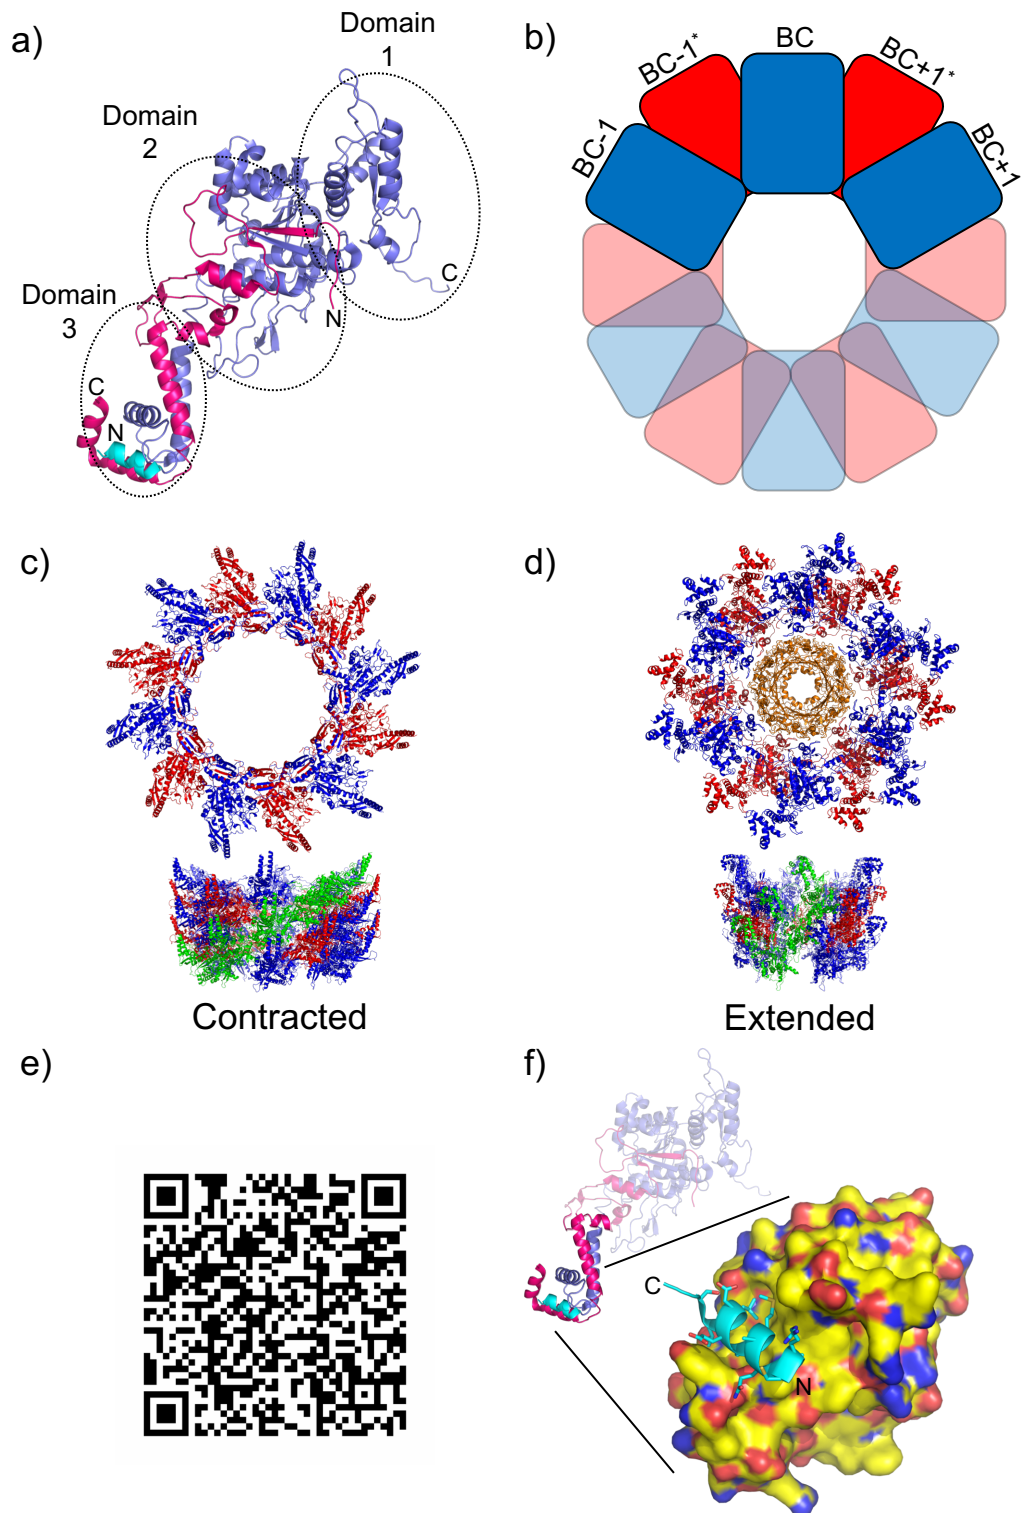 a)
Domain
1
Domain
2
Domain
3
C
N
C
N
b)
BC-1*
BC
BC+1*
BC-1
BC+1
c)
d)
Contracted
Extended
e)
f)
C
N